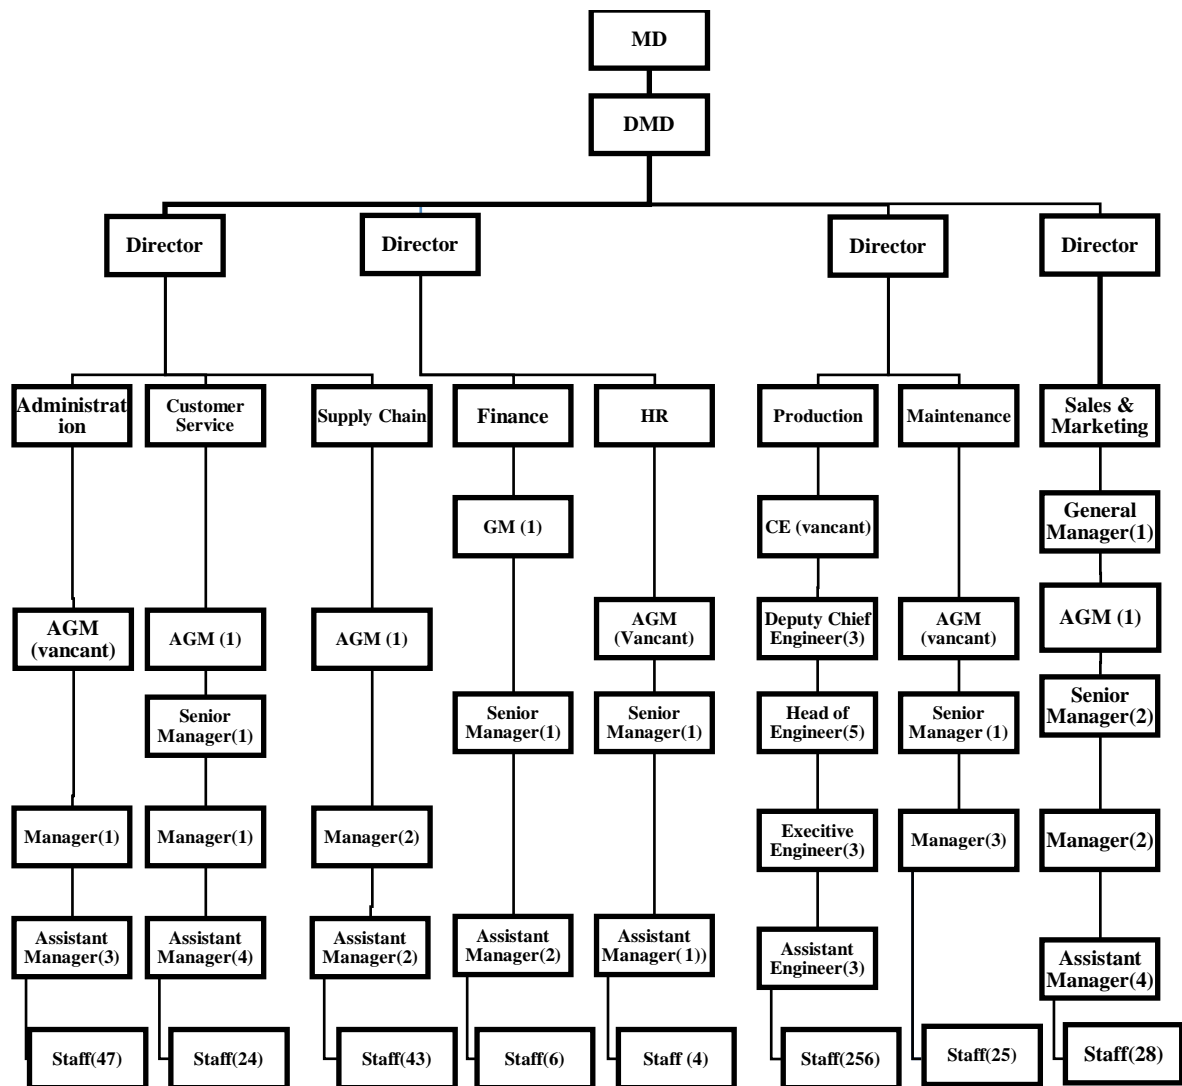 MD
DMD
Director
Director
Director
Director
Administrat
ion
Customer
Service
Supply Chain
Finance
HR
Production
Maintenance
Sales &
Marketing
GM (1)
CE (vancant)
General
Manager(1)
AGM
(vancant)
AGM (1)
AGM (1)
AGM
(Vancant)
Deputy Chief
Engineer(3)
AGM
(vancant)
AGM (1)
Senior
Manager(1)
Senior
Manager(1)
Senior
Manager(1)
Head of
Engineer(5)
Senior
Manager (1)
Senior
Manager(2)
Manager(1)
Manager(1)
Manager(2)
Execitive
Engineer(3)
Manager(3)
Manager(2)
Assistant
Manager(3)
Assistant
Manager(4)
Assistant
Manager(2)
Assistant
Manager(2)
Assistant
Manager( 1))
Assistant
Engineer(3)
Assistant
Manager(4)
Staff(47)
Staff(24)
Staff(43)
Staff(6)
Staff (4)
Staff(256)
Staff(25)
Staff(28)